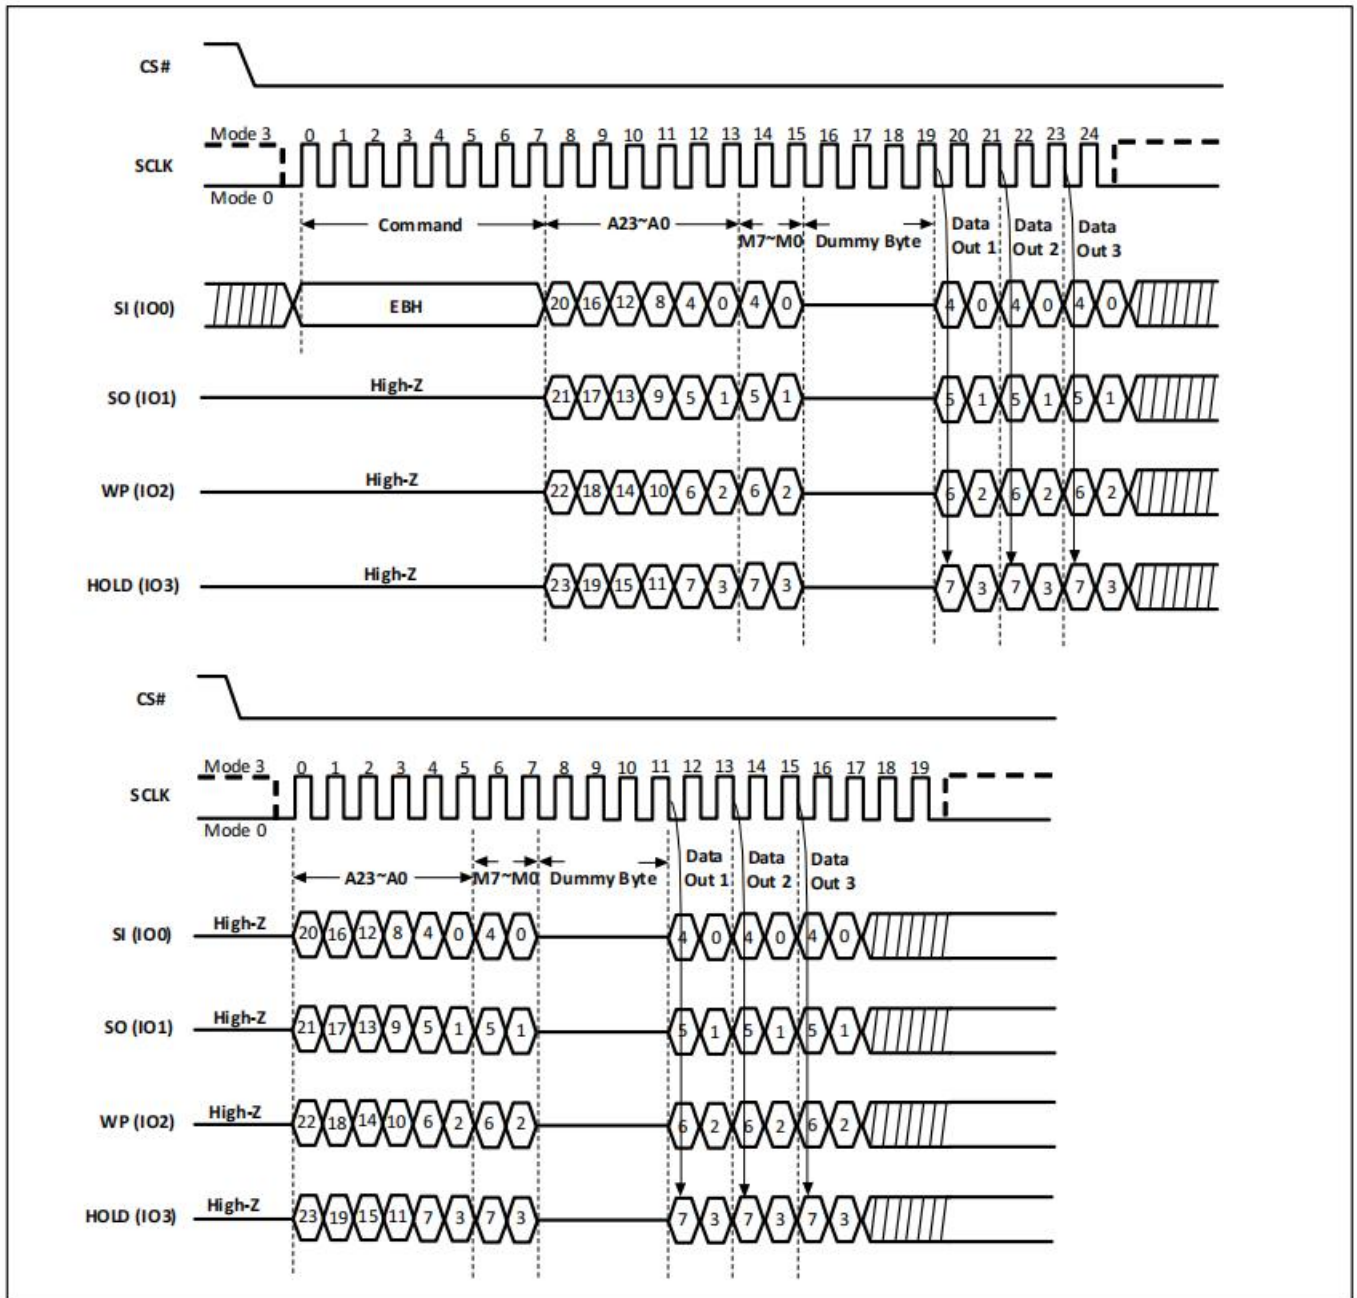 CS#
Mode 3
0 1 2 3 4 5 6 7 8 9 10 11 12 13 14 15 16 17 18 19 20 21 22 23 24
SCLK
Mode 0
Command A23~A0 M7~M0 Dummy Byte Data Out 1 Data Out 2 Data Out 3
SI (IO0) EBH 20 16 12 8 4 0 4 0 4 0 4 0 4 0
SO (IO1) High-Z 21 17 13 9 5 1 5 1 5 1 5 1 5 1
WP (IO2) High-Z 22 18 14 10 6 2 6 2 6 2 6 2 6 2
HOLD (IO3) High-Z 23 19 15 11 7 3 7 3 7 3 7 3 7 3
CS#
Mode 3
0 1 2 3 4 5 6 7 8 9 10 11 12 13 14 15 16 17 18 19
SCLK
Mode 0
A23~A0 M7~M0 Dummy Byte Data Out 1 Data Out 2 Data Out 3
SI (IO0) High-Z 20 16 12 8 4 0 4 0 4 0 4 0 4 0
SO (IO1) High-Z 21 17 13 9 5 1 5 1 5 1 5 1 5 1
WP (IO2) High-Z 22 18 14 10 6 2 6 2 6 2 6 2 6 2
HOLD (IO3) High-Z 23 19 15 11 7 3 7 3 7 3 7 3 7 3